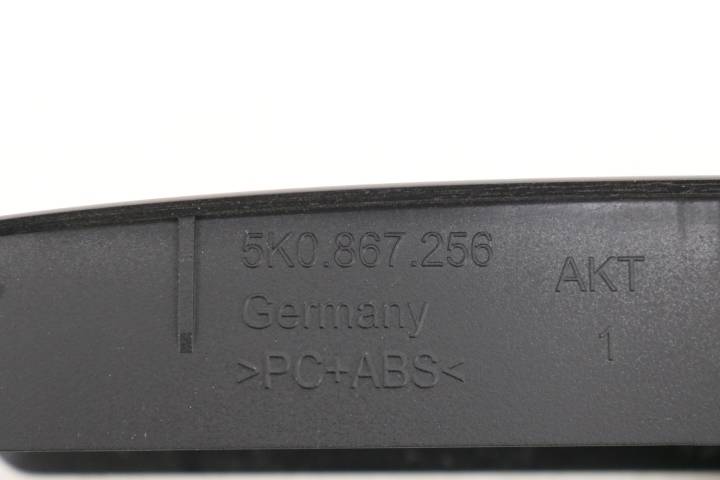 5K0.867.256
Germany
>PC+ABS<
AKT
1